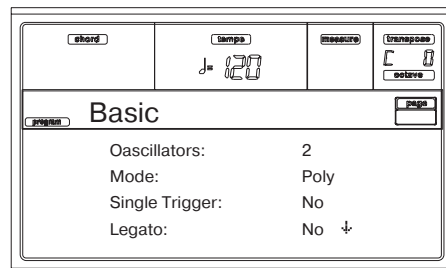 chord tempo measure transpose
♩= 120 C 0
octave
program Basic page
Oascillators: 2
Mode: Poly
Single Trigger: No
Legato: No ↓